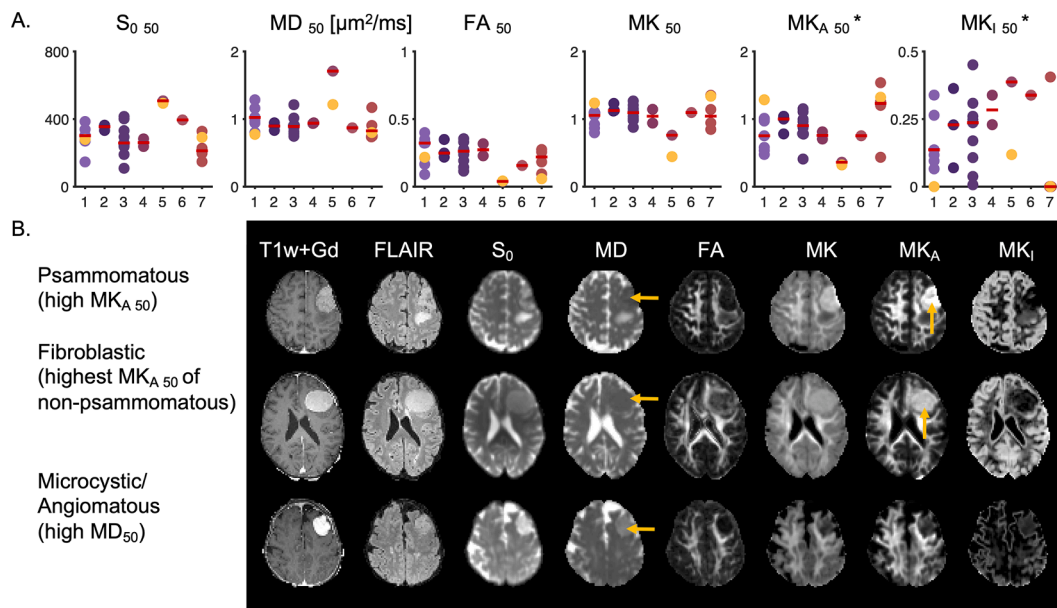 A.
S0 50 MD 50 [µm²/ms] FA 50 MK 50 MKA 50 * MKI 50 *
800 2 1 2 2 0.5
400 1 0.5 1 1 0.25
0 0 0 0 0 0
1 2 3 4 5 6 7 1 2 3 4 5 6 7 1 2 3 4 5 6 7 1 2 3 4 5 6 7 1 2 3 4 5 6 7 1 2 3 4 5 6 7
B.
T1w+Gd FLAIR S0 MD FA MK MKA MKI
Psammomatous
(high MKA 50)
Fibroblastic
(highest MKA 50 of
non-psammomatous)
Microcystic/
Angiomatous
(high MD50)